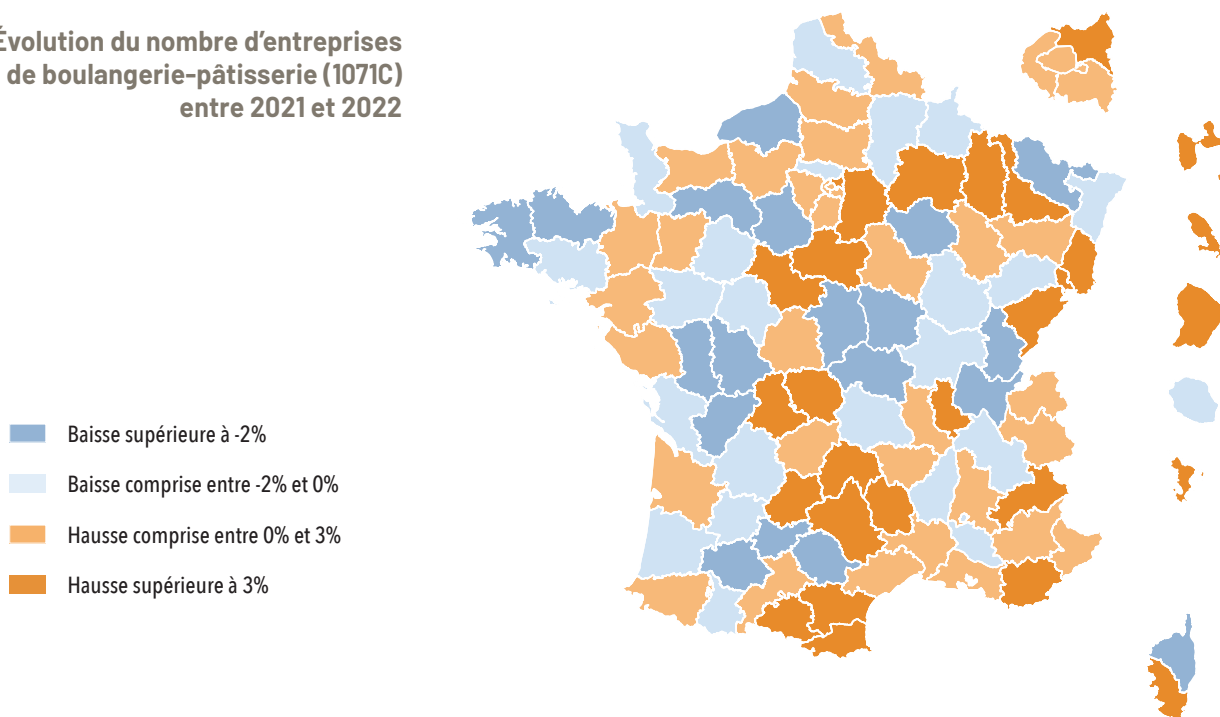 Évolution du nombre d’entreprises
de boulangerie-pâtisserie (1071C)
entre 2021 et 2022
Baisse supérieure à -2%
Baisse comprise entre -2% et 0%
Hausse comprise entre 0% et 3%
Hausse supérieure à 3%